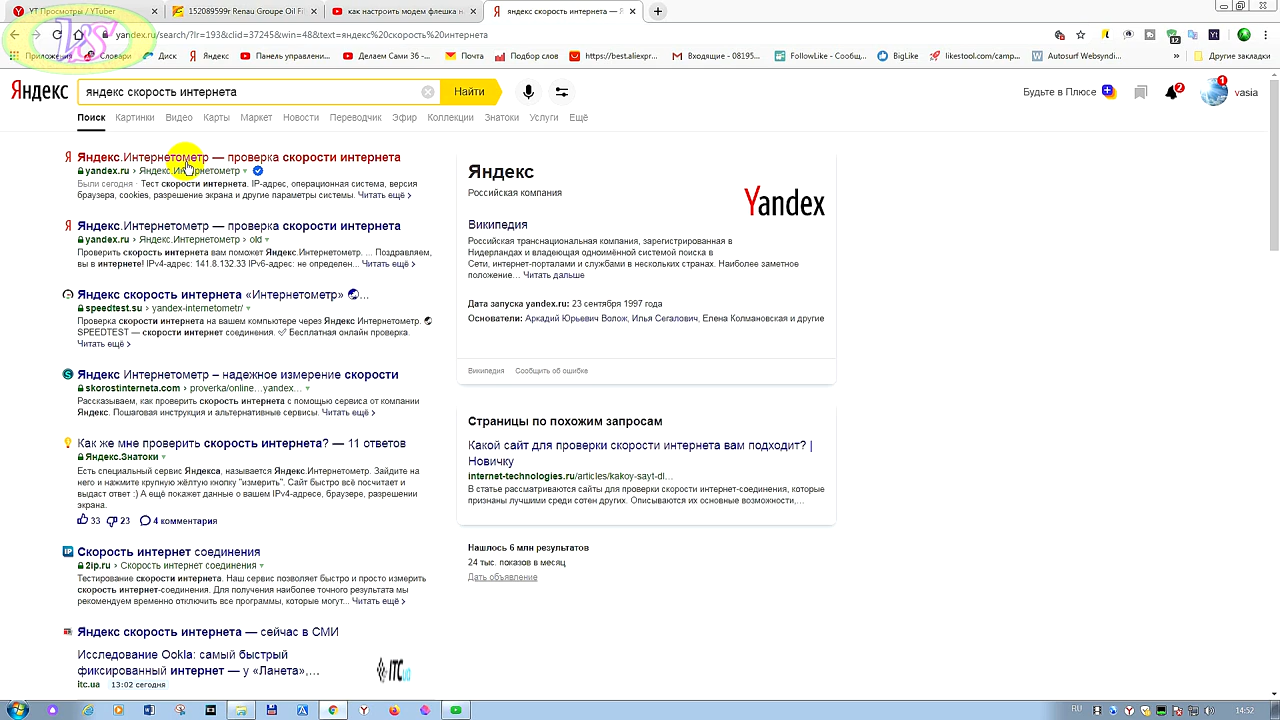 YT Просмотры / YTuber
152089599r Renau Groupe Oil Fi
как настроить модем флешка н
яндекс скорость интернета — Я
yandex.ru/search/?lr=193&clid=37245&win=48&text=яндекс%20скорость%20интернета
Приложения
Диск
Яндекс
Панель управлени...
Делаем Сами 36 -...
Почта
Подбор слов
https://best.aliexpr...
Входящие - 08195...
FollowLike - Сообщ...
BigLike
likestool.com/camp...
Autosurf Websyndi...
»
Другие закладки
Яндекс
яндекс скорость интернета
Найти
Будьте в Плюсе
2
1
vasia
Поиск Картинки Видео Карты Маркет Новости Переводчик Эфир Коллекции Знатоки Услуги Ещё
Яндекс.Интернетометр — проверка скорости интернета
yandex.ru › Яндекс.Интернетометр
Были сегодня · Тест скорости интернета. IP-адрес, операционная система, версия
браузера, cookies, разрешение экрана и другие параметры системы. Читать ещё ›
Яндекс.Интернетометр — проверка скорости интернета
yandex.ru › Яндекс.Интернетометр › old
Проверить скорость интернета вам поможет Яндекс.Интернетометр. ... Поздравляем,
вы в интернете! IPv4-адрес: 141.8.132.33 IPv6-адрес: не определен... Читать ещё ›
Яндекс скорость интернета «Интернетометр» ...
speedtest.su › yandex-internetometr/
Проверка скорости интернета на вашем компьютере через Яндекс Интернетометр.
SPEEDTEST — скорости интернет соединения. ✓ Бесплатная онлайн проверка.
Читать ещё ›
Яндекс Интернетометр – надежное измерение скорости
skorostinterneta.com › proverka/online...yandex...
Рассказываем, как проверить скорость интернета с помощью сервиса от компании
Яндекс. Пошаговая инструкция и альтернативные сервисы. Читать ещё ›
Как же мне проверить скорость интернета? — 11 ответов
Яндекс.Знатоки
Есть специальный сервис Яндекса, называется Яндекс.Интернетометр. Зайдите на
него и нажмите крупную жёлтую кнопку "измерить". Сайт быстро всё посчитает и
выдаст ответ :) А ещё покажет данные о вашем IPv4-адресе, браузере, разрешении
экрана.
33 23 4 комментария
Скорость интернет соединения
2ip.ru › Скорость интернет соединения
Тестирование скорости интернета. Наш сервис позволяет быстро и просто измерить
скорость интернет-соединения. Для получения наиболее точного результата мы
рекомендуем временно отключить все программы, которые могут... Читать ещё ›
Яндекс скорость интернета — сейчас в СМИ
Исследование Ookla: самый быстрый
фиксированный интернет — у «Ланета»,...
itc.ua 13:02 сегодня
ITC.ua
Яндекс
Российская компания
Yandex
Википедия
Российская транснациональная компания, зарегистрированная в
Нидерландах и владеющая одноимённой системой поиска в
Сети, интернет-порталами и службами в нескольких странах. Наиболее заметное
положение... Читать дальше
Дата запуска yandex.ru: 23 сентября 1997 года
Основатели: Аркадий Юрьевич Волож, Илья Сегалович, Елена Колмановская и другие
Википедия Сообщить об ошибке
Страницы по похожим запросам
Какой сайт для проверки скорости интернета вам подходит? |
Новичку
internet-technologies.ru/articles/kakoy-sayt-dl...
В статье рассматриваются сайты для проверки скорости интернет-соединения, которые
признаны лучшими среди сотен других. Описываются их основные возможности,...
Нашлось 6 млн результатов
24 тыс. показов в месяц
Дать объявление
RU
14:52